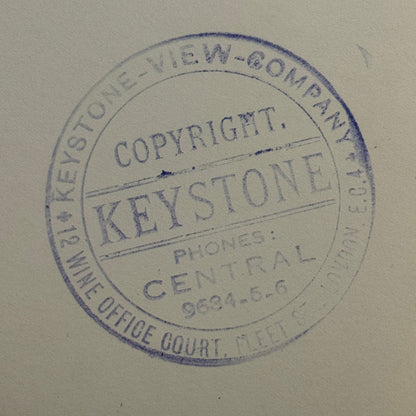 KEYSTONE-VIEW-COMPANY
COPYRIGHT.
KEYSTONE
PHONES:
CENTRAL
9634-5-6
12 WINE OFFICE COURT, FLEET ST. LONDON E.C.4